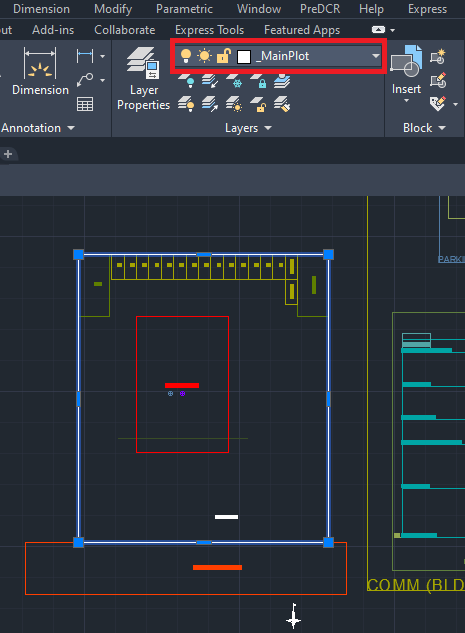 Dimension Modify Parametric Window PreDCR Help Express
out Add-ins Collaborate Express Tools Featured Apps
_MainPlot
Dimension
Layer
Properties
Insert
Annotation Layers Block
PARKI
COMM (BLD